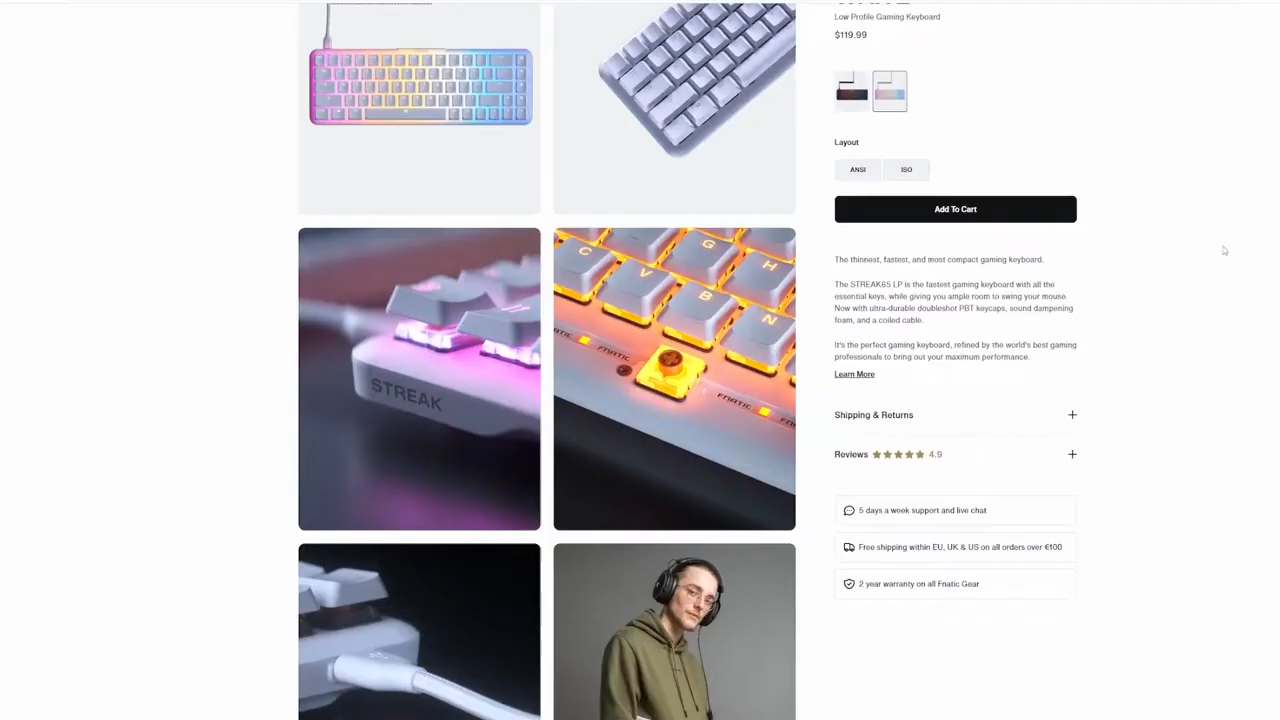 Low Profile Gaming Keyboard
$119.99
Layout
ANSI
ISO
Add To Cart
The thinnest, fastest, and most compact gaming keyboard.
The STREAK65 LP is the fastest gaming keyboard with all the
essential keys, while giving you ample room to swing your mouse.
Now with ultra-durable doubleshot PBT keycaps, sound dampening
foam, and a coiled cable.
It's the perfect gaming keyboard, refined by the world's best gaming
professionals to bring out your maximum performance.
Learn More
Shipping & Returns
Reviews 4.9
5 days a week support and live chat
Free shipping within EU, UK & US on all orders over €100
2 year warranty on all Fnatic Gear
STREAK
C
V
G
H
B
N
FNATIC
FNATIC
FNATIC